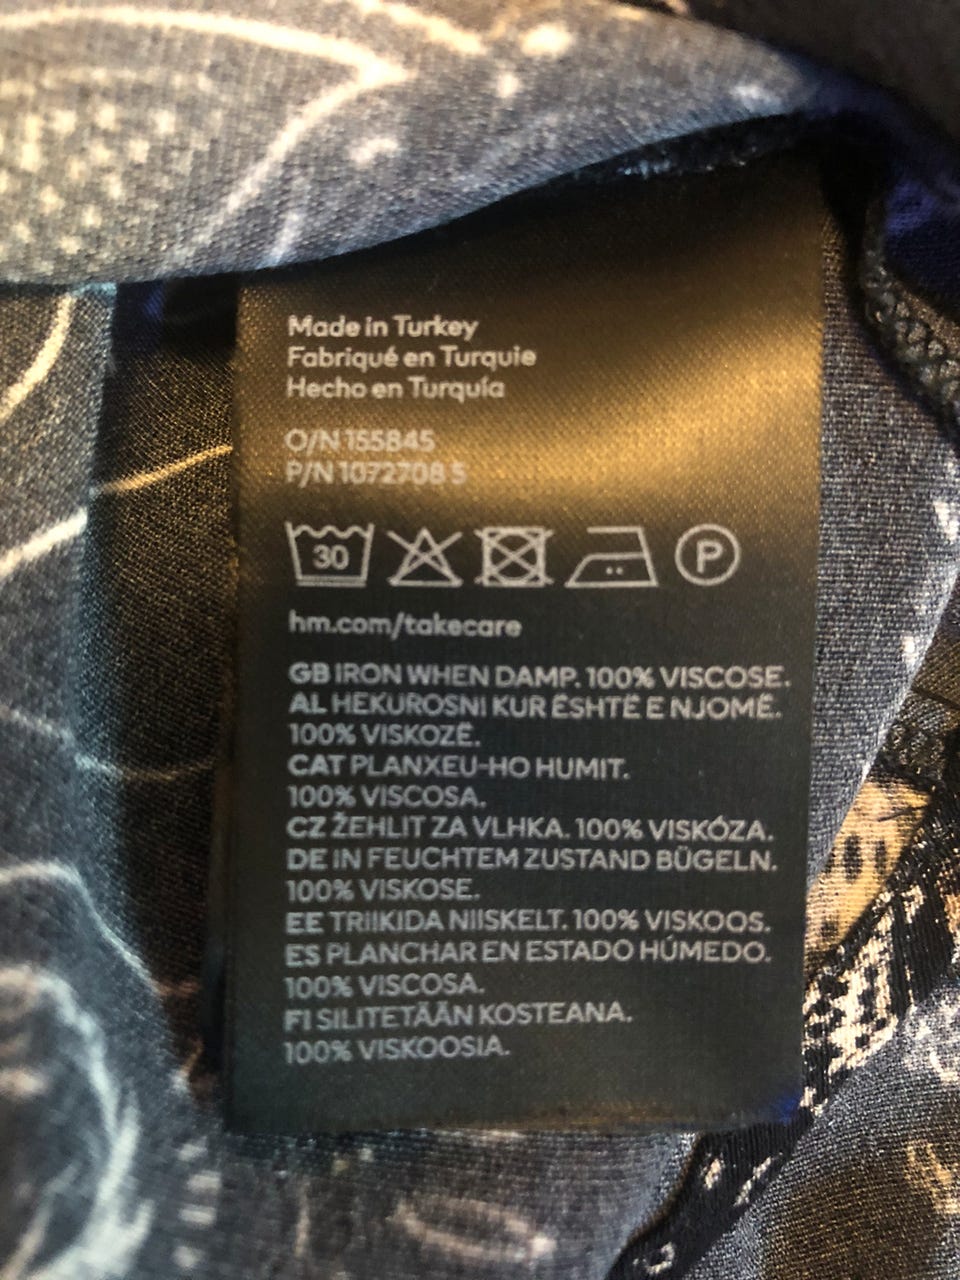 Made in Turkey
Fabriqué en Turquie
Hecho en Turquía
O/N 155845
P/N 1072708 5
30
P
hm.com/takecare
GB IRON WHEN DAMP. 100% VISCOSE.
AL HEKUROSNI KUR ËSHTË E NJOMË.
100% VISKOZË.
CAT PLANXEU-HO HUMIT.
100% VISCOSA.
CZ ŽEHLIT ZA VLHKA. 100% VISKÓZA.
DE IN FEUCHTEM ZUSTAND BÜGELN.
100% VISKOSE.
EE TRIIKIDA NIISKELT. 100% VISKOOS.
ES PLANCHAR EN ESTADO HÚMEDO.
100% VISCOSA.
FI SILITETÄÄN KOSTEANA.
100% VISKOOSIA.